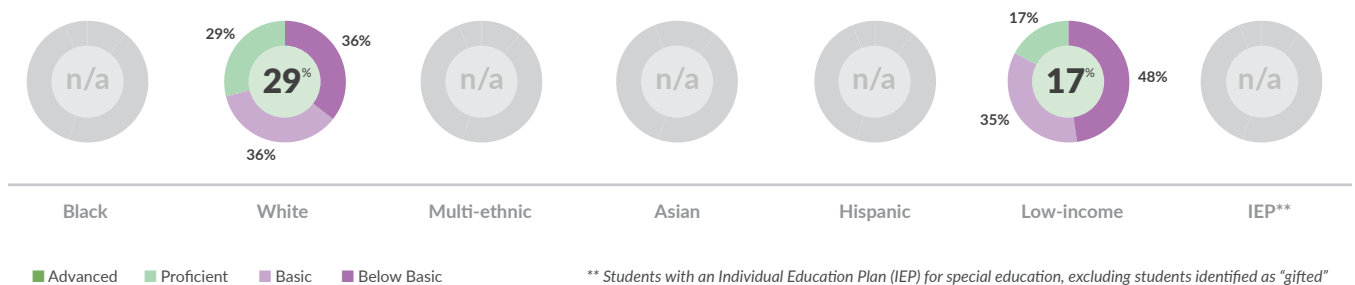 17%
29%
36%
n/a
29%
n/a
n/a
n/a
17%
48%
n/a
35%
36%
Black
White
Multi-ethnic
Asian
Hispanic
Low-income
IEP**
Advanced
Proficient
Basic
Below Basic
** Students with an Individual Education Plan (IEP) for special education, excluding students identified as “gifted”